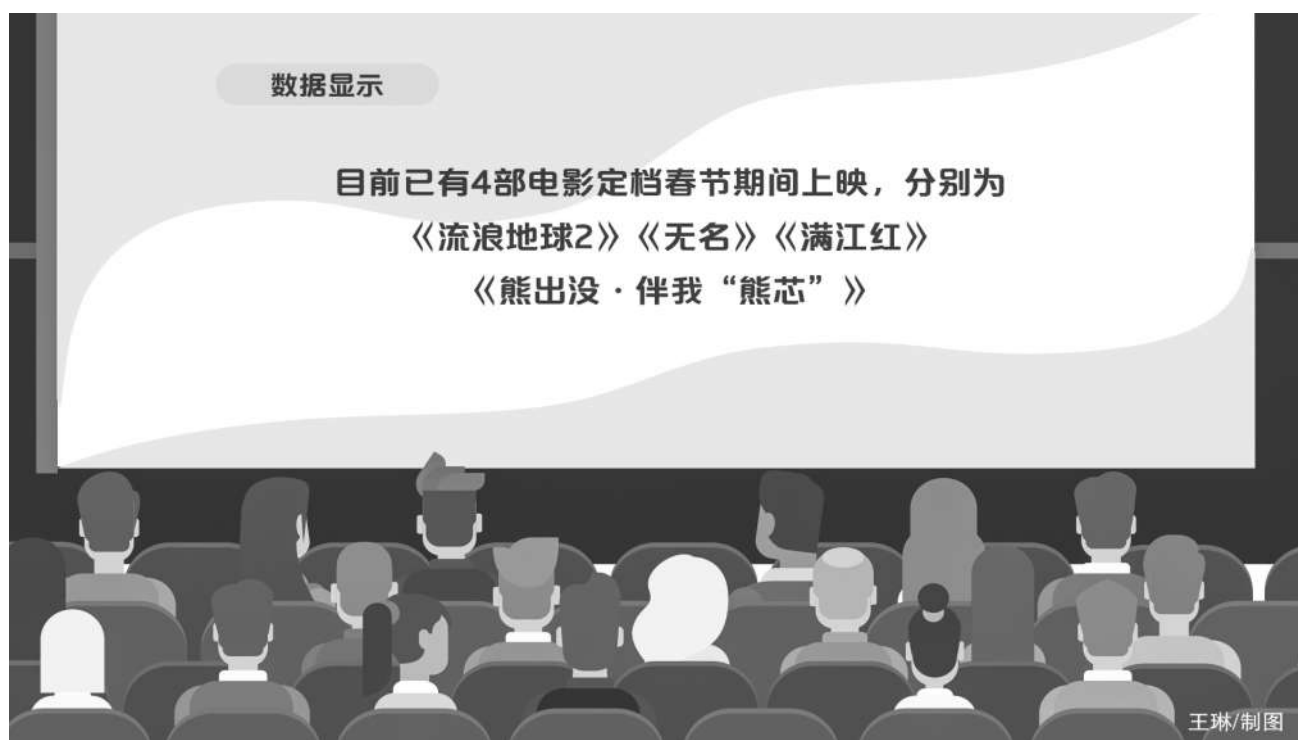 数据显示
目前已有4部电影定档春节期间上映，分别为
《流浪地球2》《无名》《满江红》
《熊出没·伴我“熊芯”》
王琳/制图